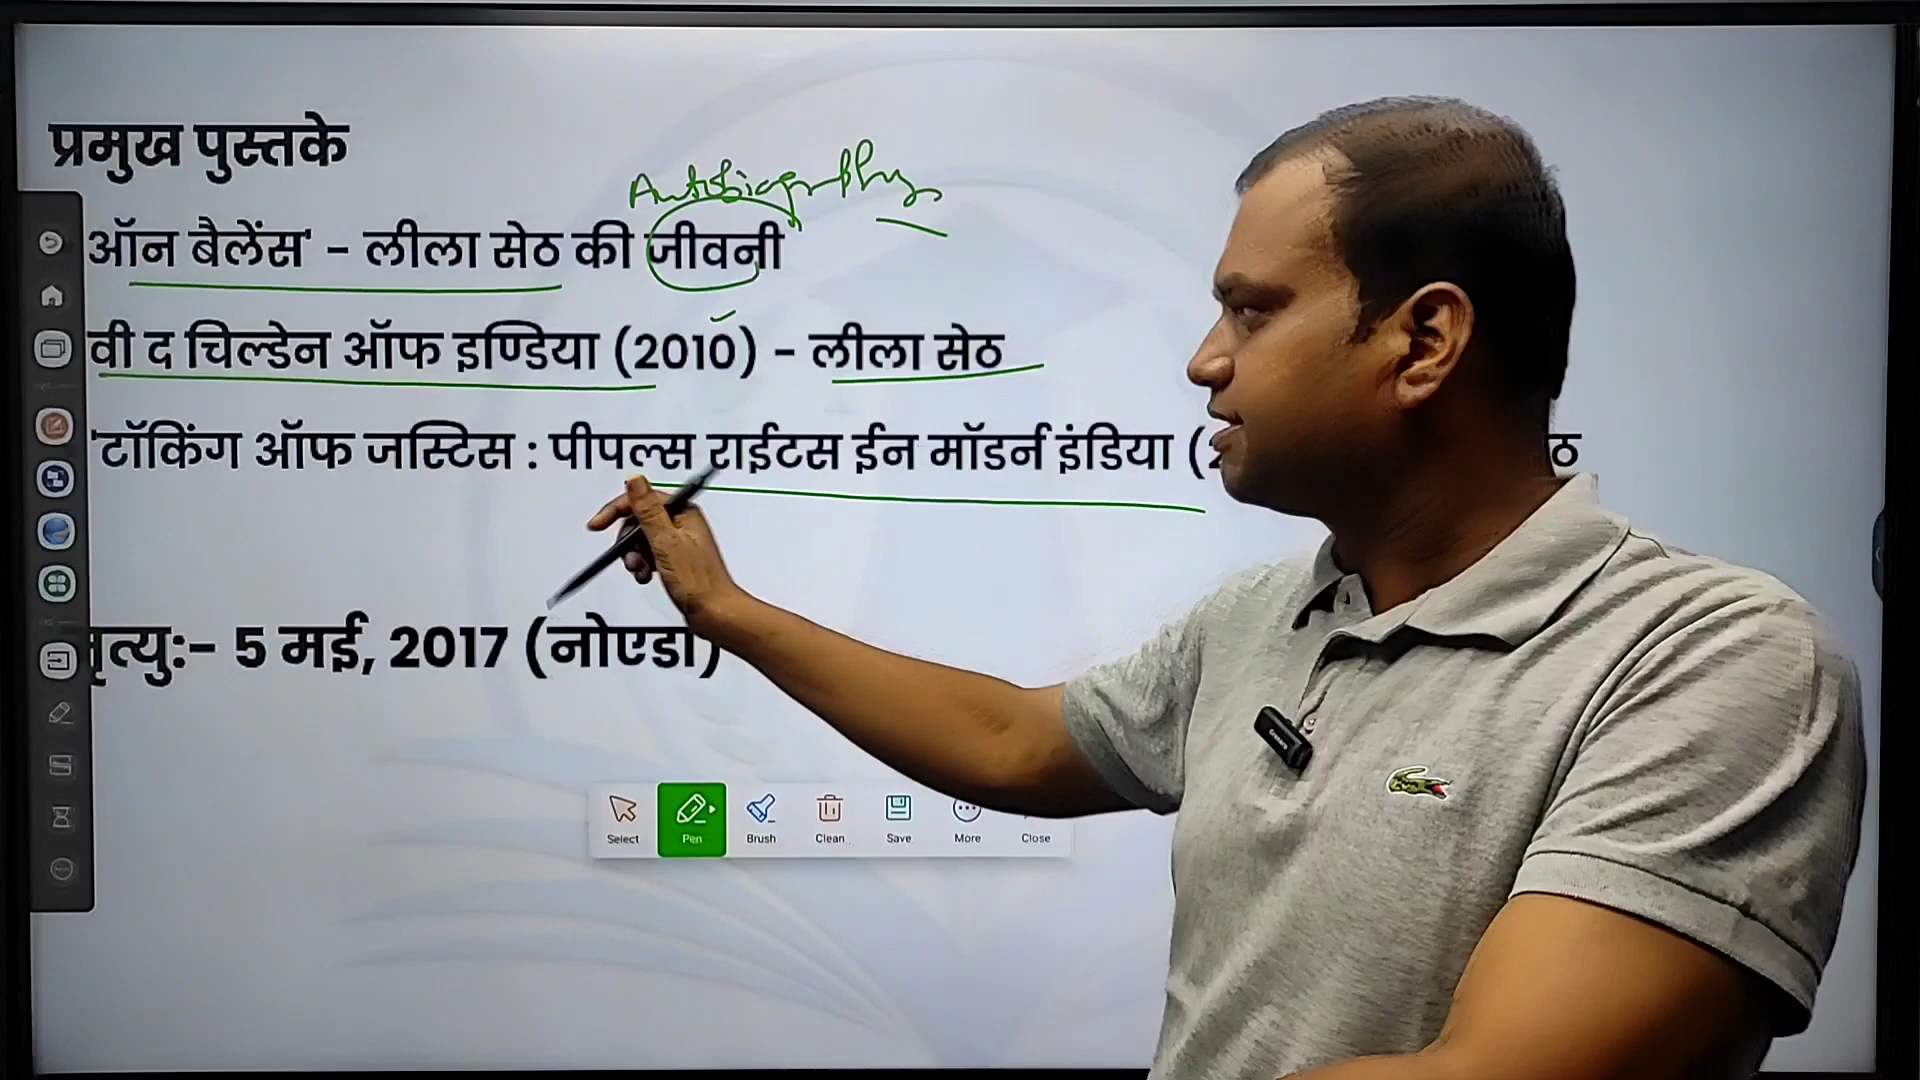 प्रमुख पुस्तके
Autobiography
ऑन बैलेंस' - लीला सेठ की जीवनी
वी द चिल्डेन ऑफ इण्डिया (2010) - लीला सेठ
'टॉकिंग ऑफ जस्टिस : पीपल्स राईटस ईन मॉडर्न इंडिया (
5 मई, 2017 (नोएडा)
Select Pen Brush Clean Save More Close